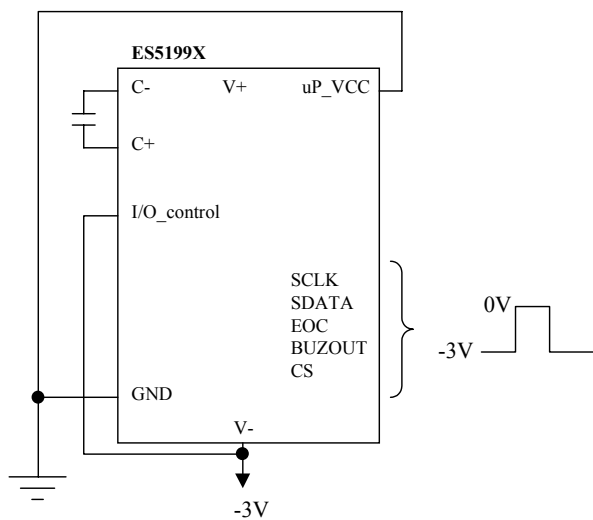 ES5199X
C- V+ uP_VCC
C+
I/O_control
SCLK
SDATA
EOC
BUZOUT
CS
0V
-3V
GND
V-
-3V